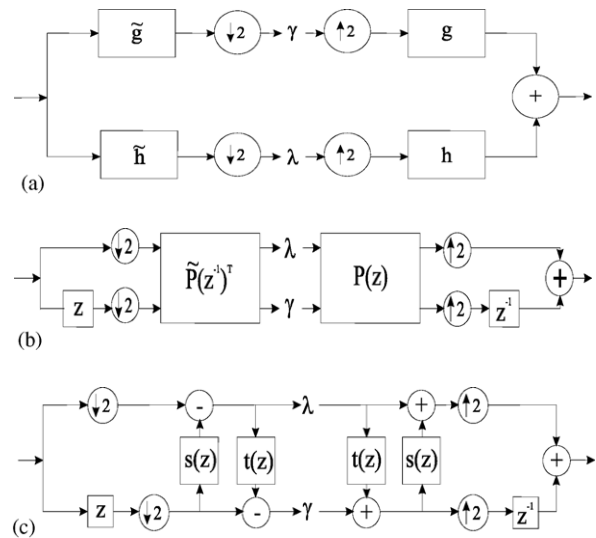 g̃ ↓2 γ ↑2 g
+
h̃ ↓2 λ ↑2 h
(a)
↓2 λ ↑2
P̃(z⁻¹)ᵀ P(z) +
z ↓2 γ ↑2 z⁻¹
(b)
↓2 - λ + ↑2
s(z) t(z) t(z) s(z) +
z ↓2 - γ + ↑2 z⁻¹
(c)